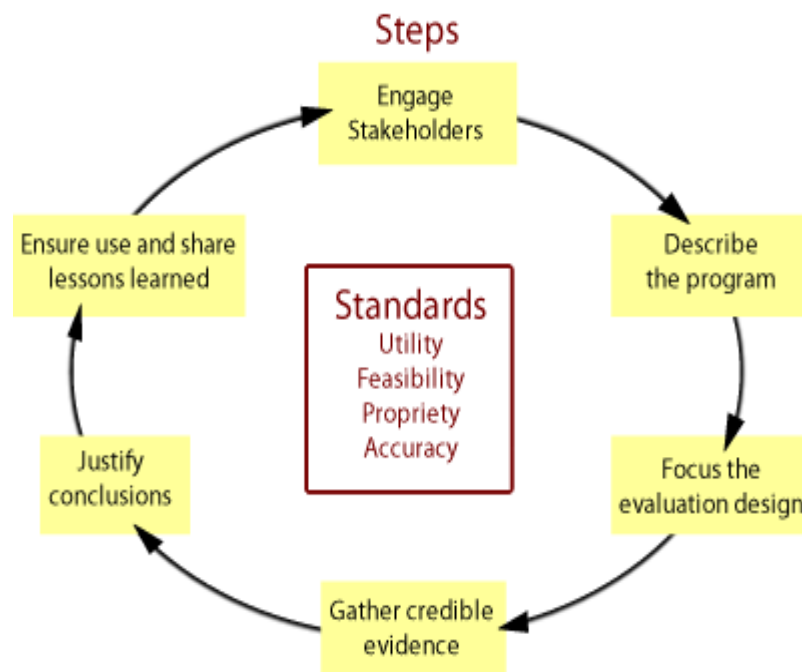 Steps
Engage
Stakeholders
Describe
the program
Focus the
evaluation design
Gather credible
evidence
Justify
conclusions
Ensure use and share
lessons learned
Standards
Utility
Feasibility
Propriety
Accuracy